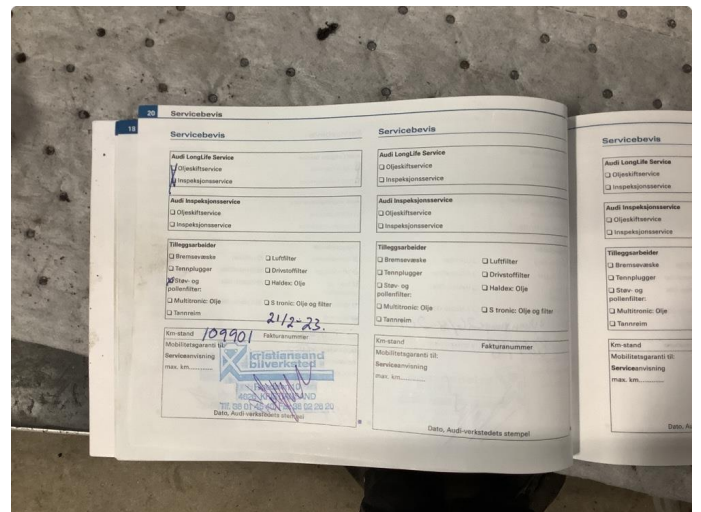 20 Servicebevis
18
Servicebevis
Audi LongLife Service
Oljeskiftservice
Inspeksjonsservice
Audi Inspeksjonsservice
Oljeskiftservice
Inspeksjonsservice
Tilleggsarbeider
Bremsevæske
Luftfilter
Tennplugger
Drivstoffilter
Støv- og pollenfilter:
Haldex: Olje
Multitronic: Olje
S tronic: Olje og filter
Tannreim
21/2-23.
Km-stand 109901 Fakturanummer
Mobilitetsgaranti til:
Serviceanvisning
max. km
kristiansand
bilverksted
Dato, Audi-verkstedets stempel
Servicebevis
Audi LongLife Service
Oljeskiftservice
Inspeksjonsservice
Audi Inspeksjonsservice
Oljeskiftservice
Inspeksjonsservice
Tilleggsarbeider
Bremsevæske
Luftfilter
Tennplugger
Drivstoffilter
Støv- og
pollenfilter:
Haldex: Olje
Multitronic: Olje
S tronic: Olje og filter
Tannreim
Km-stand Fakturanummer
Mobilitetsgaranti til:
Serviceanvisning
max. km
Dato, Audi-verkstedets stempel
Servicebevis
Audi LongLife Service
Oljeskiftservice
Inspeksjonsservice
Audi Inspeksjonsservice
Oljeskiftservice
Inspeksjonsservice
Tilleggsarbeider
Bremsevæske
Tennplugger
Støv- og
pollenfilter:
Multitronic: Olje
Tannreim
Km-stand
Mobilitetsgaranti til:
Serviceanvisning
max. km
Dato,